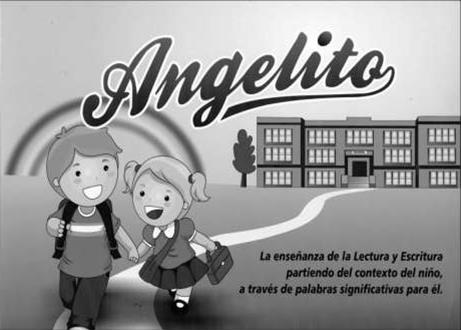 Angelito
La enseñanza de la Lectura y Escritura
partiendo del contexto del niño,
a través de palabras significativas para él.